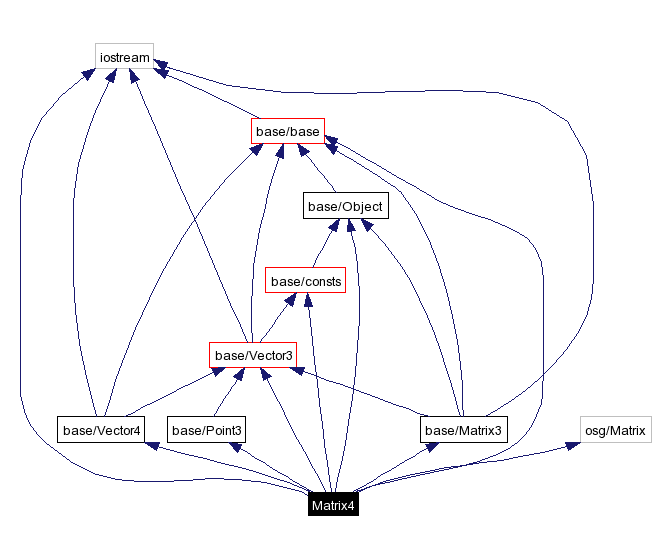 iostream
base/base
base/Object
base/consts
base/Vector3
base/Vector4
base/Point3
base/Matrix3
osg/Matrix
Matrix4